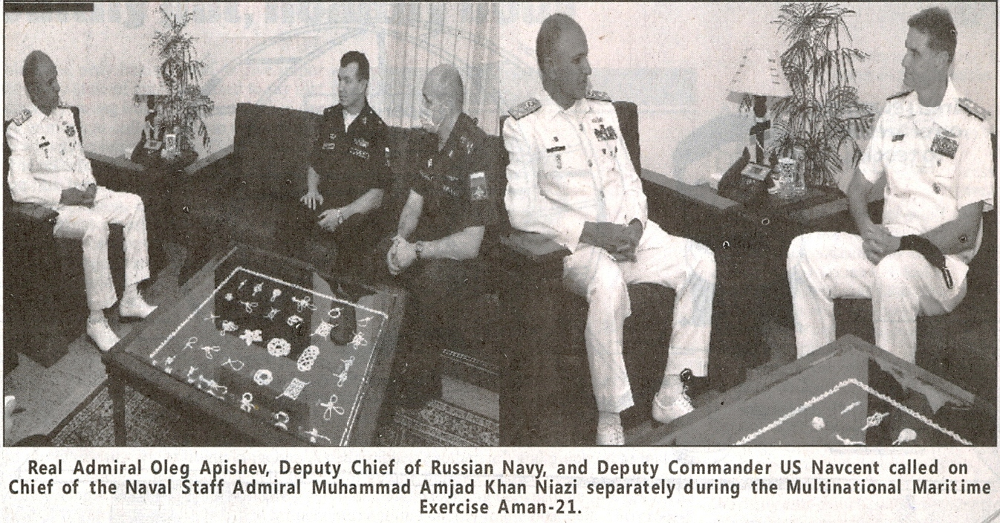 Real Admiral Oleg Apishev, Deputy Chief of Russian Navy, and Deputy Commander US Navcent called on
Chief of the Naval Staff Admiral Muhammad Amjad Khan Niazi separately during the Multinational Maritime
Exercise Aman-21.